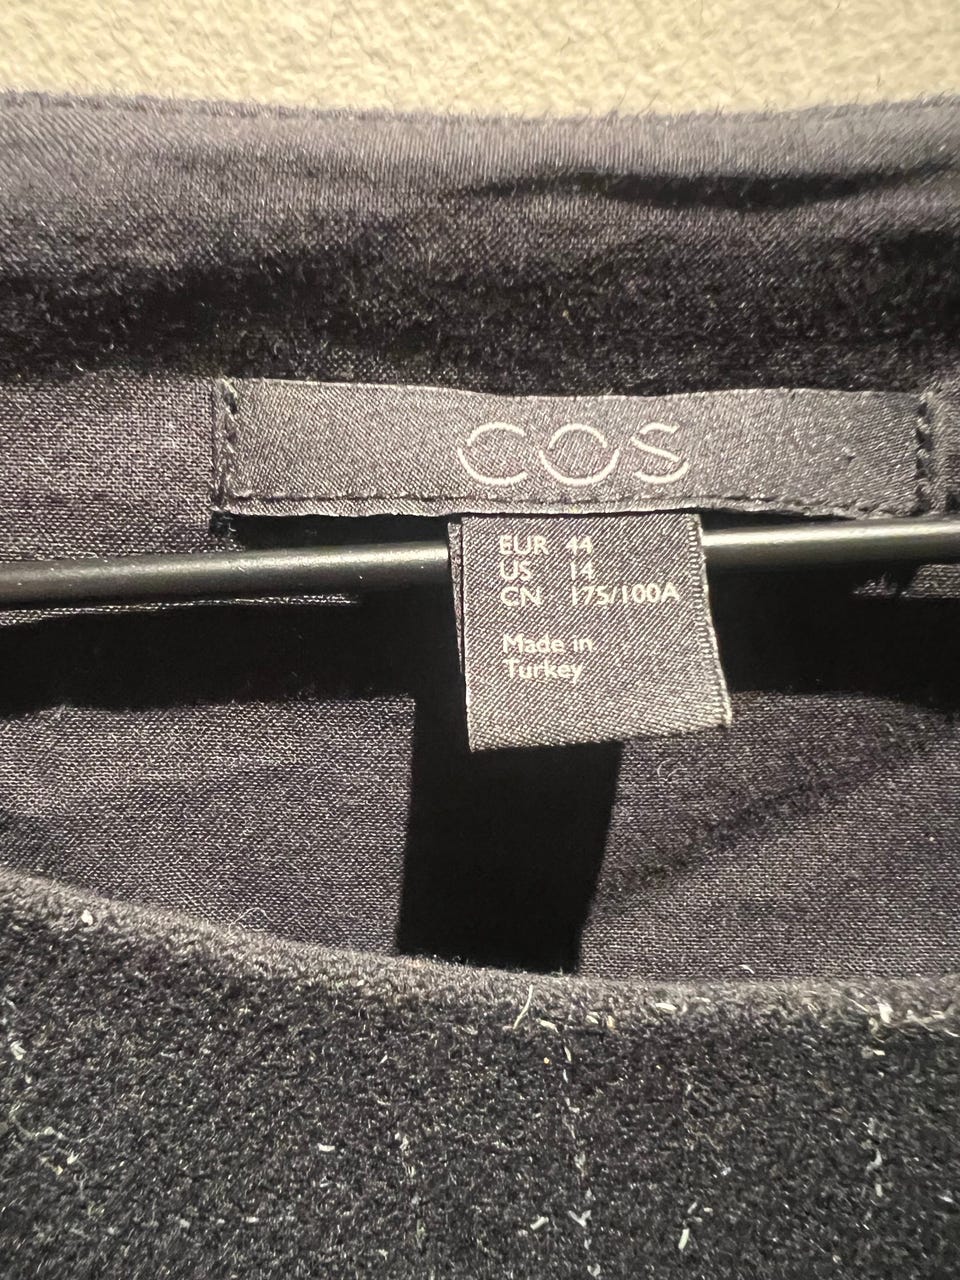 COS
EUR 44
US 14
CN 175/100A
Made in
Turkey